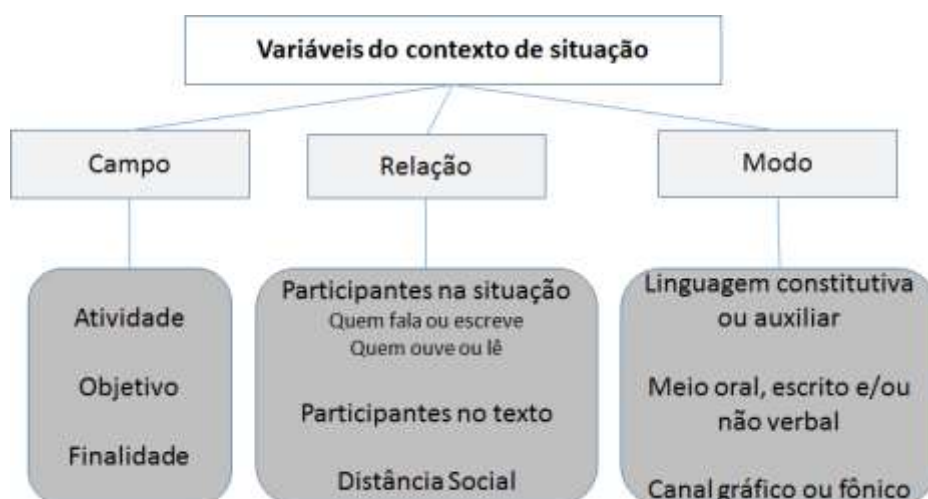 Variáveis do contexto de situação
Campo
Relação
Modo
Atividade
Objetivo
Finalidade
Participantes na situação
Quem fala ou escreve
Quem ouve ou lê
Participantes no texto
Distância Social
Linguagem constitutiva
ou auxiliar
Meio oral, escrito e/ou
não verbal
Canal gráfico ou fônico